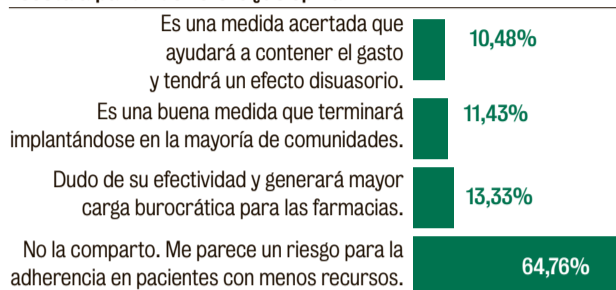 Es una medida acertada que
ayudará a contener el gasto
y tendrá un efecto disuasorio.
10,48%
Es una buena medida que terminará
implantándose en la mayoría de comunidades.
11,43%
Dudo de su efectividad y generará mayor
carga burocrática para las farmacias.
13,33%
No la comparto. Me parece un riesgo para la
adherencia en pacientes con menos recursos.
64,76%